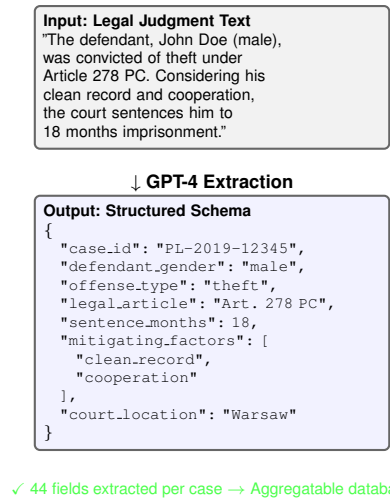 Input: Legal Judgment Text
"The defendant, John Doe (male),
was convicted of theft under
Article 278 PC. Considering his
clean record and cooperation,
the court sentences him to
18 months imprisonment."
↓ GPT-4 Extraction
Output: Structured Schema
{
"case_id": "PL-2019-12345",
"defendant_gender": "male",
"offense_type": "theft",
"legal_article": "Art. 278 PC",
"sentence_months": 18,
"mitigating_factors": [
"clean_record",
"cooperation"
],
"court_location": "Warsaw"
}
✓ 44 fields extracted per case → Aggregatable datab